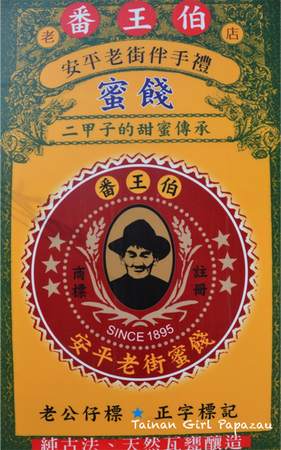 番王伯
老店
安平老街伴手禮
蜜餞
二甲子的甜蜜傳承
番王伯
商標
註冊
SINCE 1895
安平老街蜜餞
老公仔標★正字標記
Tainan Girl Papazau
純古法、天然瓦甕釀造